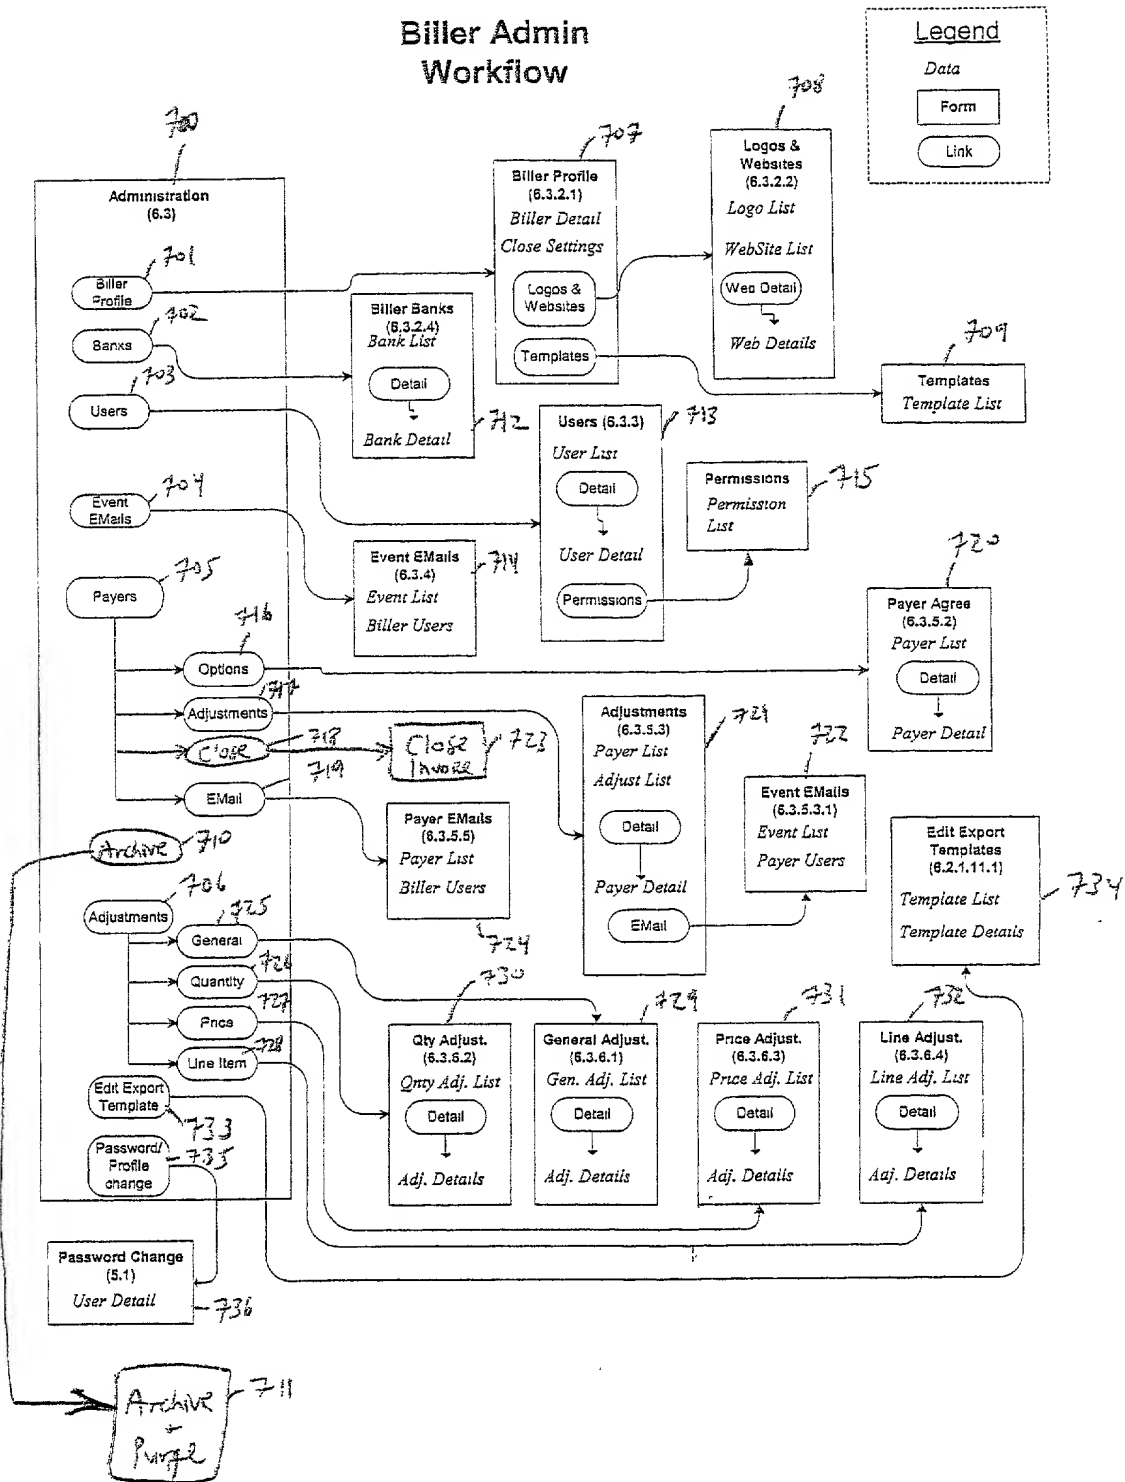 Biller Admin
Workflow
Legend
Data
Form
Link
700
Administration
(6.3)
701
Biller
Profile
702
Banks
703
Users
704
Event
EMails
705
Payers
716
Options
717
Adjustments
718
Close
719
EMail
710
Archive
706
Adjustments
725
General
726
Quantity
727
Price
728
Line Item
Edit Export
Template
733
Password/
Profile
change
735
707
Biller Profile
(6.3.2.1)
Biller Detail
Close Settings
Logos &
Websites
Templates
708
Logos &
Websites
(6.3.2.2)
Logo List
WebSite List
Web Detail
Web Details
709
Templates
Template List
Biller Banks
(6.3.2.4)
Bank List
Detail
Bank Detail
712
713
Users (6.3.3)
User List
Detail
User Detail
Permissions
715
Permissions
Permission
List
714
Event EMails
(6.3.4)
Event List
Biller Users
720
Payer Agree
(6.3.5.2)
Payer List
Detail
Payer Detail
721
Adjustments
(6.3.5.3)
Payer List
Adjust List
Detail
Payer Detail
EMail
722
Event EMails
(6.3.5.3.1)
Event List
Payer Users
723
Close
Invoice
Payer EMails
(6.3.5.5)
Payer List
Biller Users
724
Edit Export
Templates
(6.2.1.11.1)
Template List
Template Details
734
730
Qty Adjust.
(6.3.6.2)
Qnty Adj. List
Detail
Adj. Details
729
General Adjust.
(6.3.6.1)
Gen. Adj. List
Detail
Adj. Details
731
Price Adjust.
(6.3.6.3)
Price Adj. List
Detail
Adj. Details
732
Line Adjust.
(6.3.6.4)
Line Adj. List
Detail
Adj. Details
Password Change
(5.1)
User Detail
736
Archive
+
Purge
711